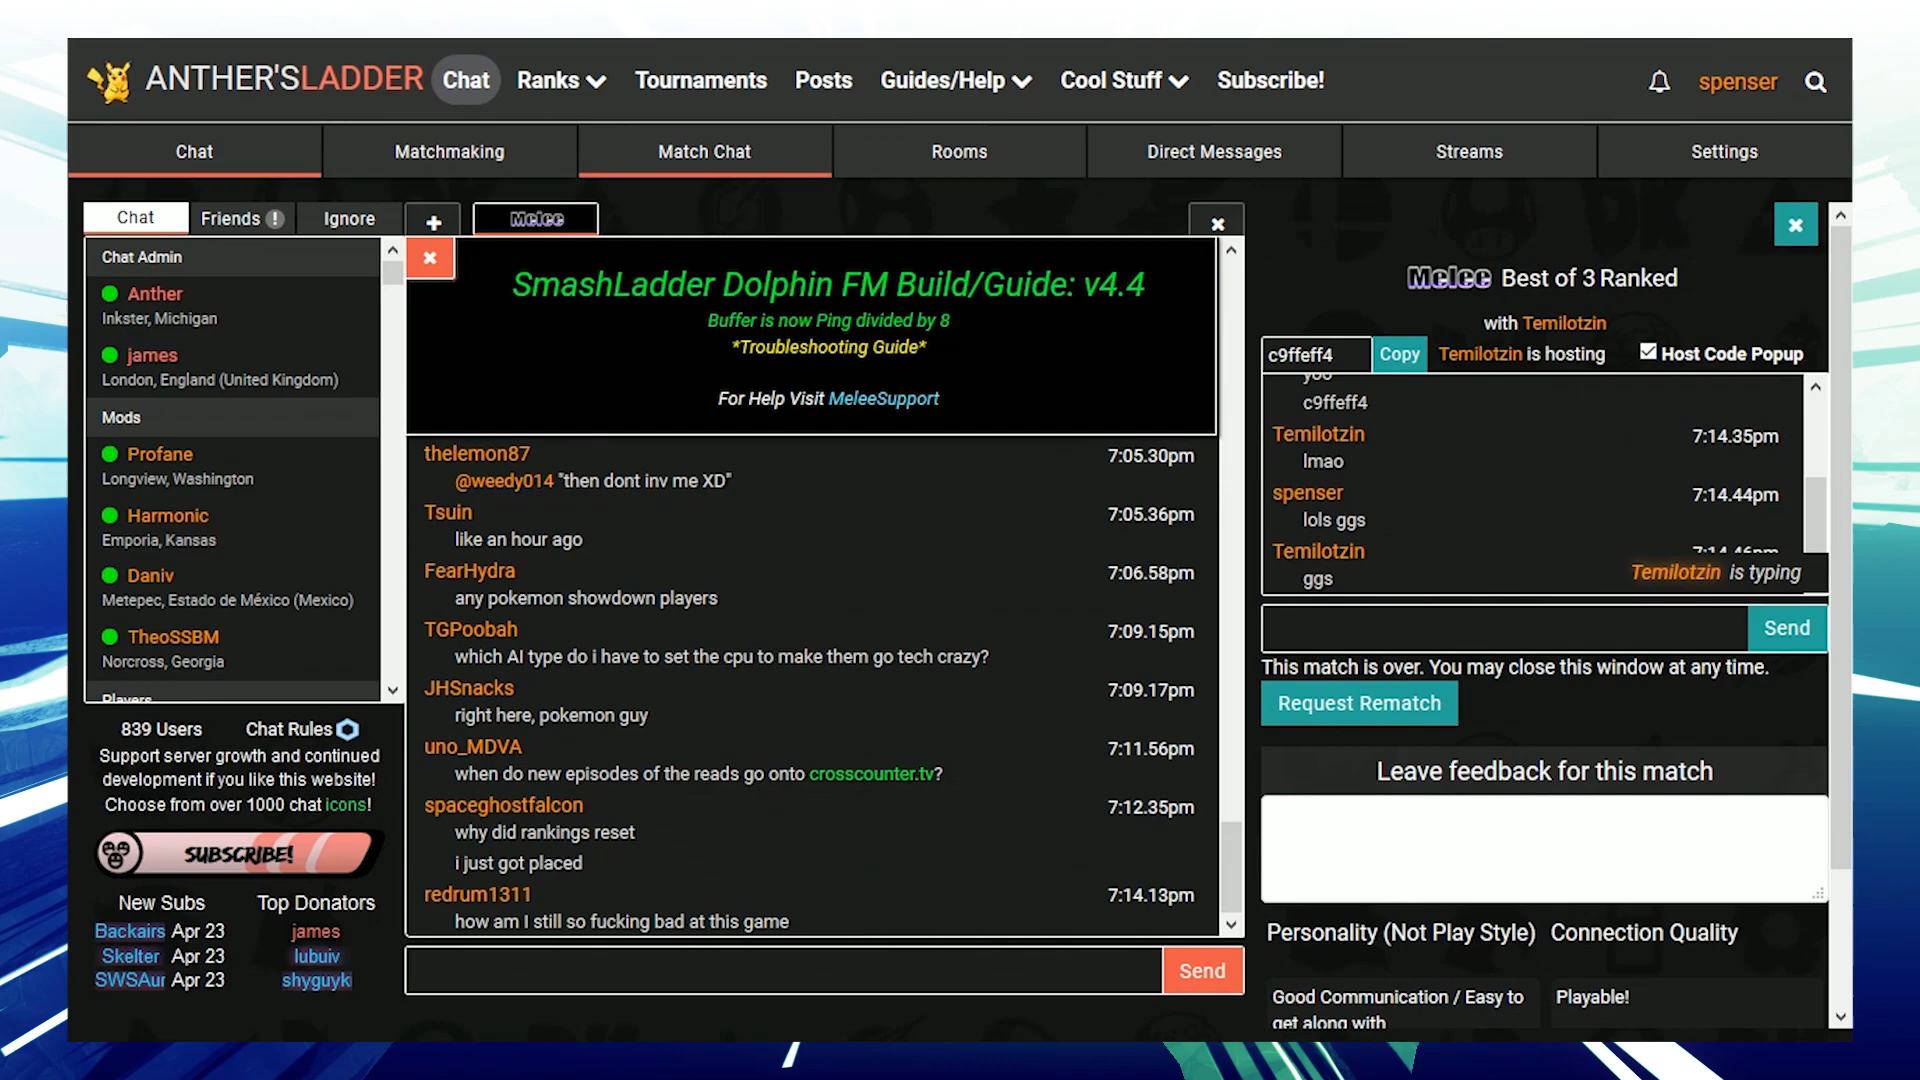 ANTHER'SLADDER Chat Ranks Tournaments Posts Guides/Help Cool Stuff Subscribe! spenser
Chat Matchmaking Match Chat Rooms Direct Messages Streams Settings
Chat Friends ! Ignore
Chat Admin
Anther
Inkster, Michigan
james
London, England (United Kingdom)
Mods
Profane
Longview, Washington
Harmonic
Emporia, Kansas
Daniv
Metepec, Estado de México (Mexico)
TheoSSBM
Norcross, Georgia
Players
839 Users Chat Rules
Support server growth and continued
development if you like this website!
Choose from over 1000 chat icons!
SUBSCRIBE!
New Subs Top Donators
Backairs Apr 23 james
Skelter Apr 23 lubuiv
SWSAur Apr 23 shyguyk
+ Melee ×
×
SmashLadder Dolphin FM Build/Guide: v4.4
Buffer is now Ping divided by 8
*Troubleshooting Guide*
For Help Visit MeleeSupport
thelemon87 7:05.30pm
@weedy014 "then dont inv me XD"
Tsuin 7:05.36pm
like an hour ago
FearHydra 7:06.58pm
any pokemon showdown players
TGPoobah 7:09.15pm
which AI type do i have to set the cpu to make them go tech crazy?
JHSnacks 7:09.17pm
right here, pokemon guy
uno_MDVA 7:11.56pm
when do new episodes of the reads go onto crosscounter.tv?
spaceghostfalcon 7:12.35pm
why did rankings reset
i just got placed
redrum1311 7:14.13pm
how am I still so fucking bad at this game
Send
×
Melee Best of 3 Ranked
with Temilotzin
c9ffeff4 Copy Temilotzin is hosting Host Code Popup
yoo
c9ffeff4
Temilotzin 7:14.35pm
lmao
spenser 7:14.44pm
lols ggs
Temilotzin 7:14.46pm
ggs
Temilotzin is typing
Send
This match is over. You may close this window at any time.
Request Rematch
Leave feedback for this match
Personality (Not Play Style) Connection Quality
Good Communication / Easy to Playable!
get along with